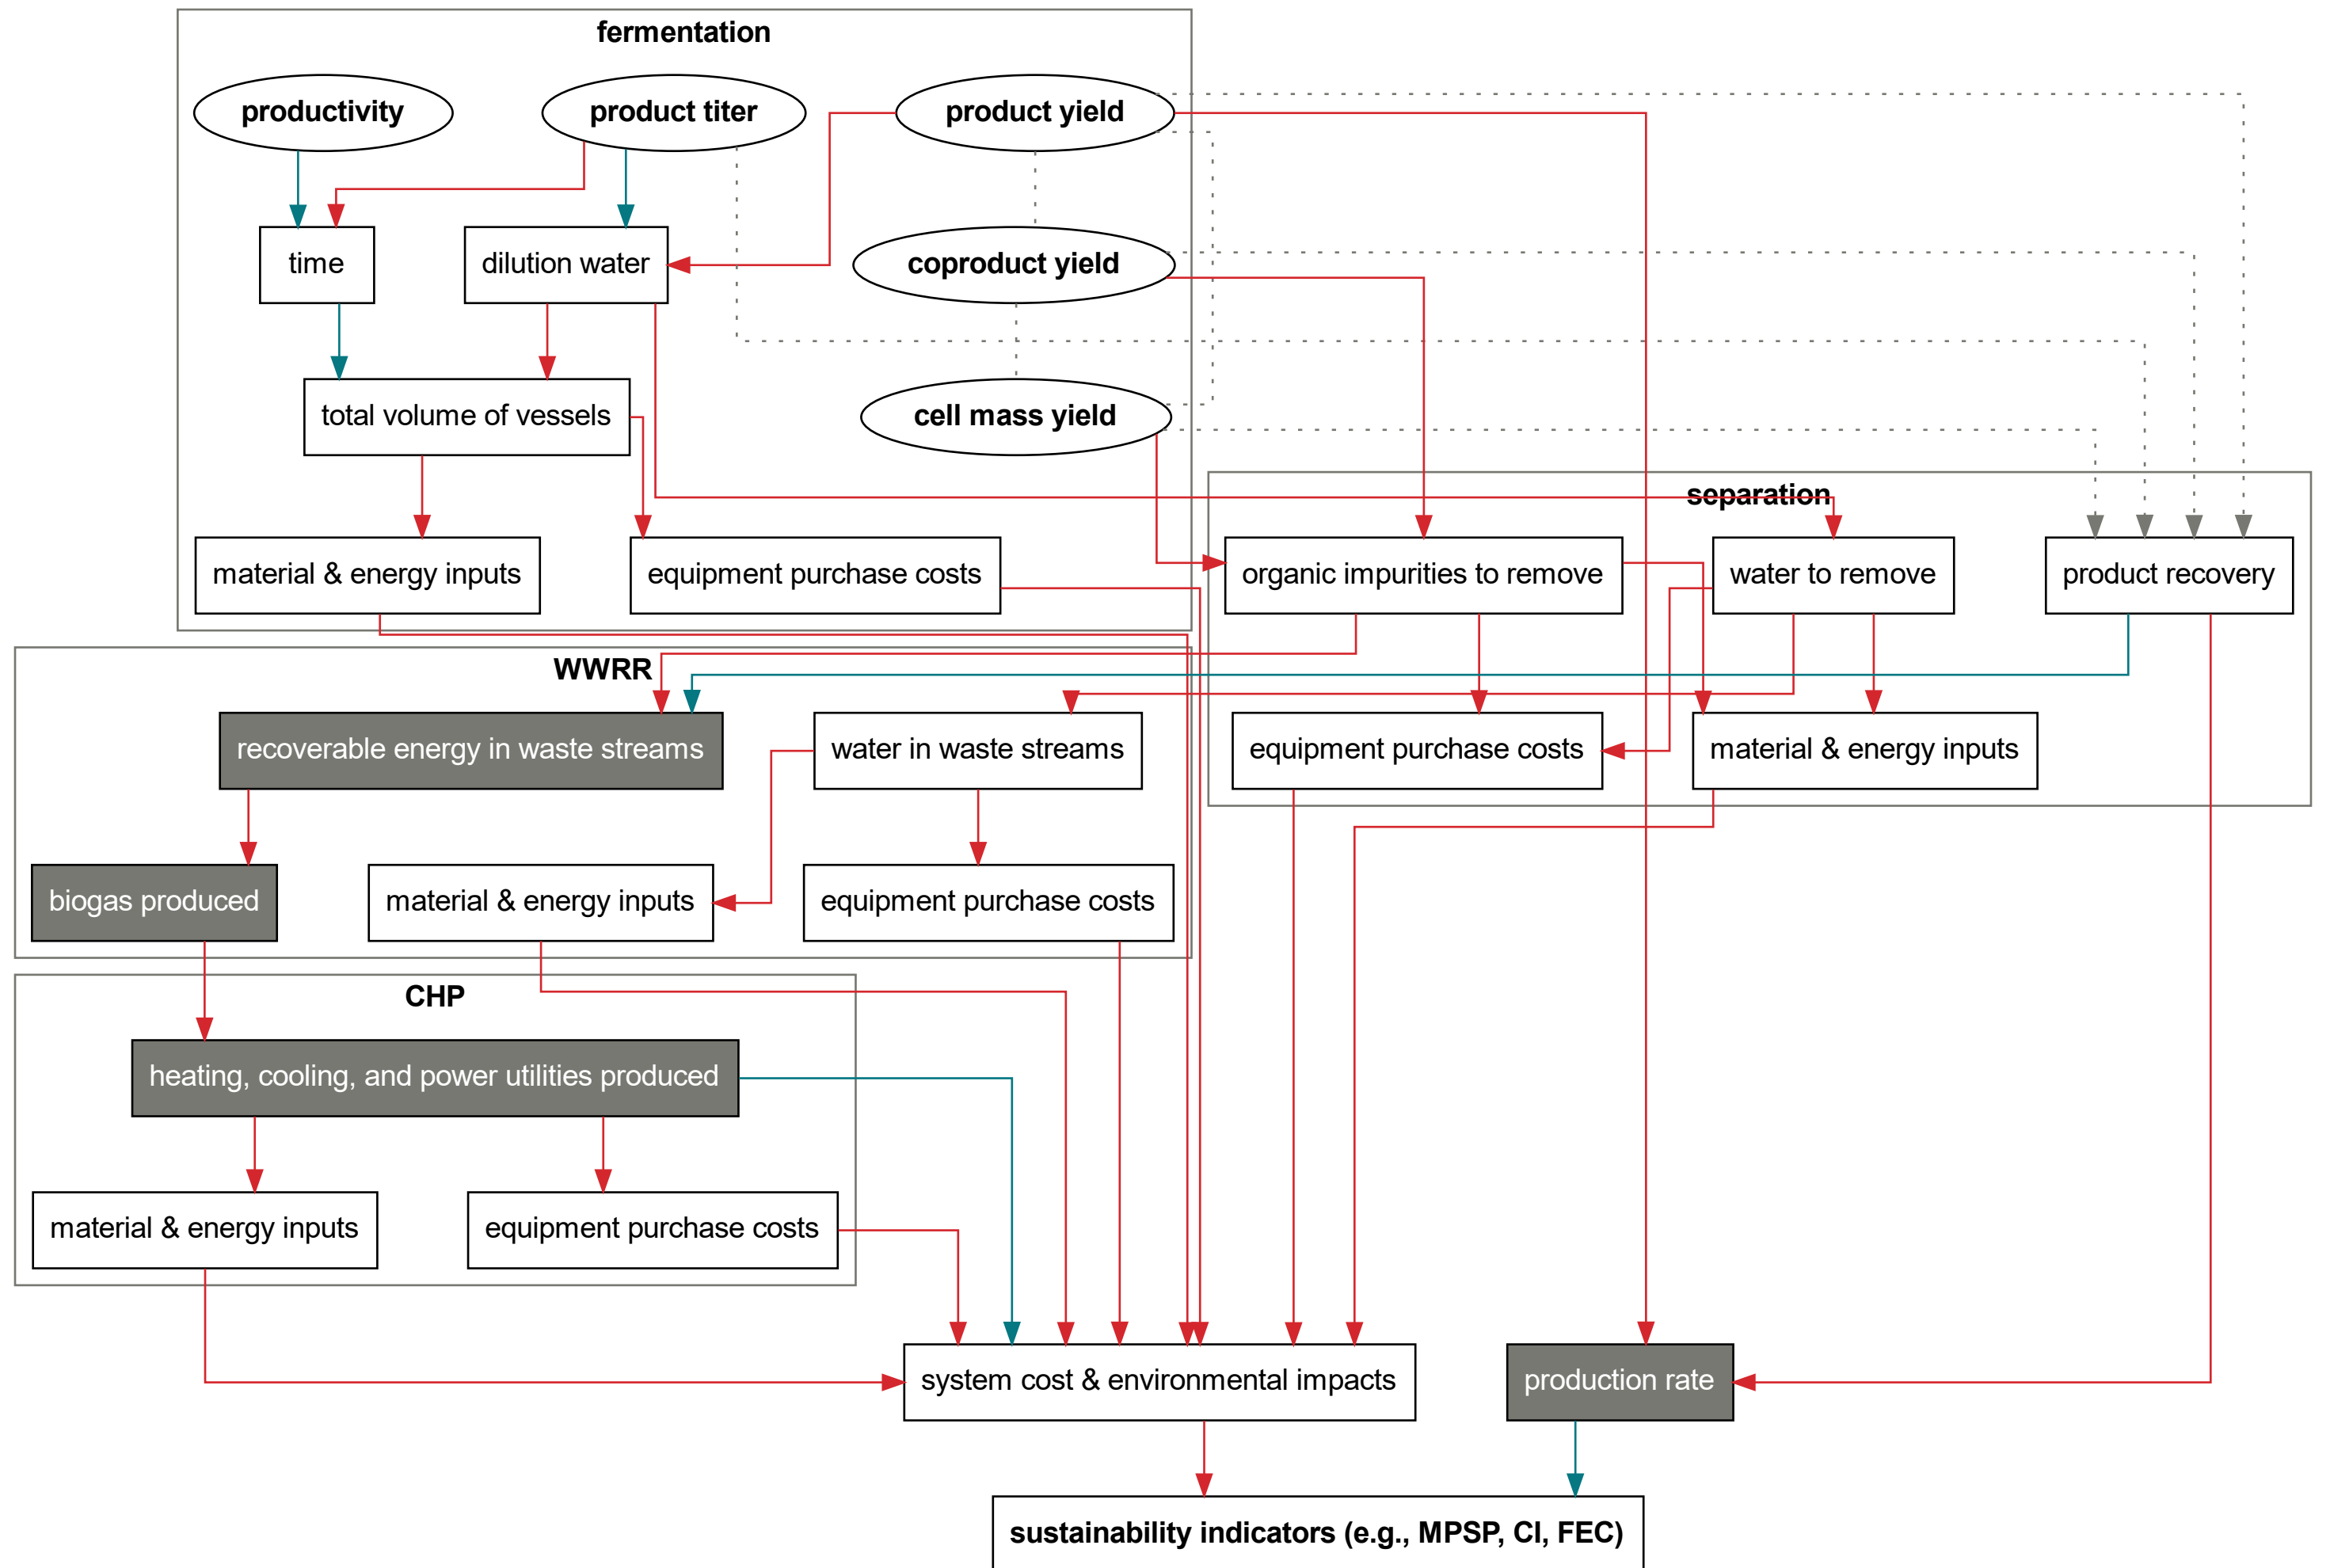 fermentation
productivity
product titer
product yield
time
dilution water
coproduct yield
total volume of vessels
cell mass yield
separation
material & energy inputs
equipment purchase costs
organic impurities to remove
water to remove
product recovery
WWRR
recoverable energy in waste streams
water in waste streams
equipment purchase costs
material & energy inputs
biogas produced
material & energy inputs
equipment purchase costs
CHP
heating, cooling, and power utilities produced
material & energy inputs
equipment purchase costs
system cost & environmental impacts
production rate
sustainability indicators (e.g., MPSP, CI, FEC)